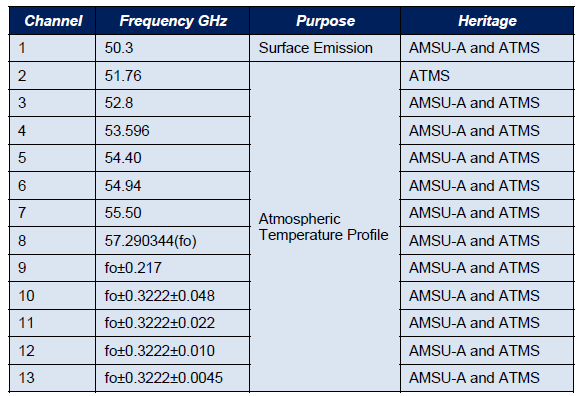 Channel Frequency GHz Purpose Heritage
1 50.3 Surface Emission AMSU-A and ATMS
2 51.76 ATMS
3 52.8 AMSU-A and ATMS
4 53.596 AMSU-A and ATMS
5 54.40 AMSU-A and ATMS
6 54.94 AMSU-A and ATMS
7 55.50 Atmospheric AMSU-A and ATMS
8 57.290344(fo) Temperature Profile AMSU-A and ATMS
9 fo±0.217 AMSU-A and ATMS
10 fo±0.3222±0.048 AMSU-A and ATMS
11 fo±0.3222±0.022 AMSU-A and ATMS
12 fo±0.3222±0.010 AMSU-A and ATMS
13 fo±0.3222±0.0045 AMSU-A and ATMS